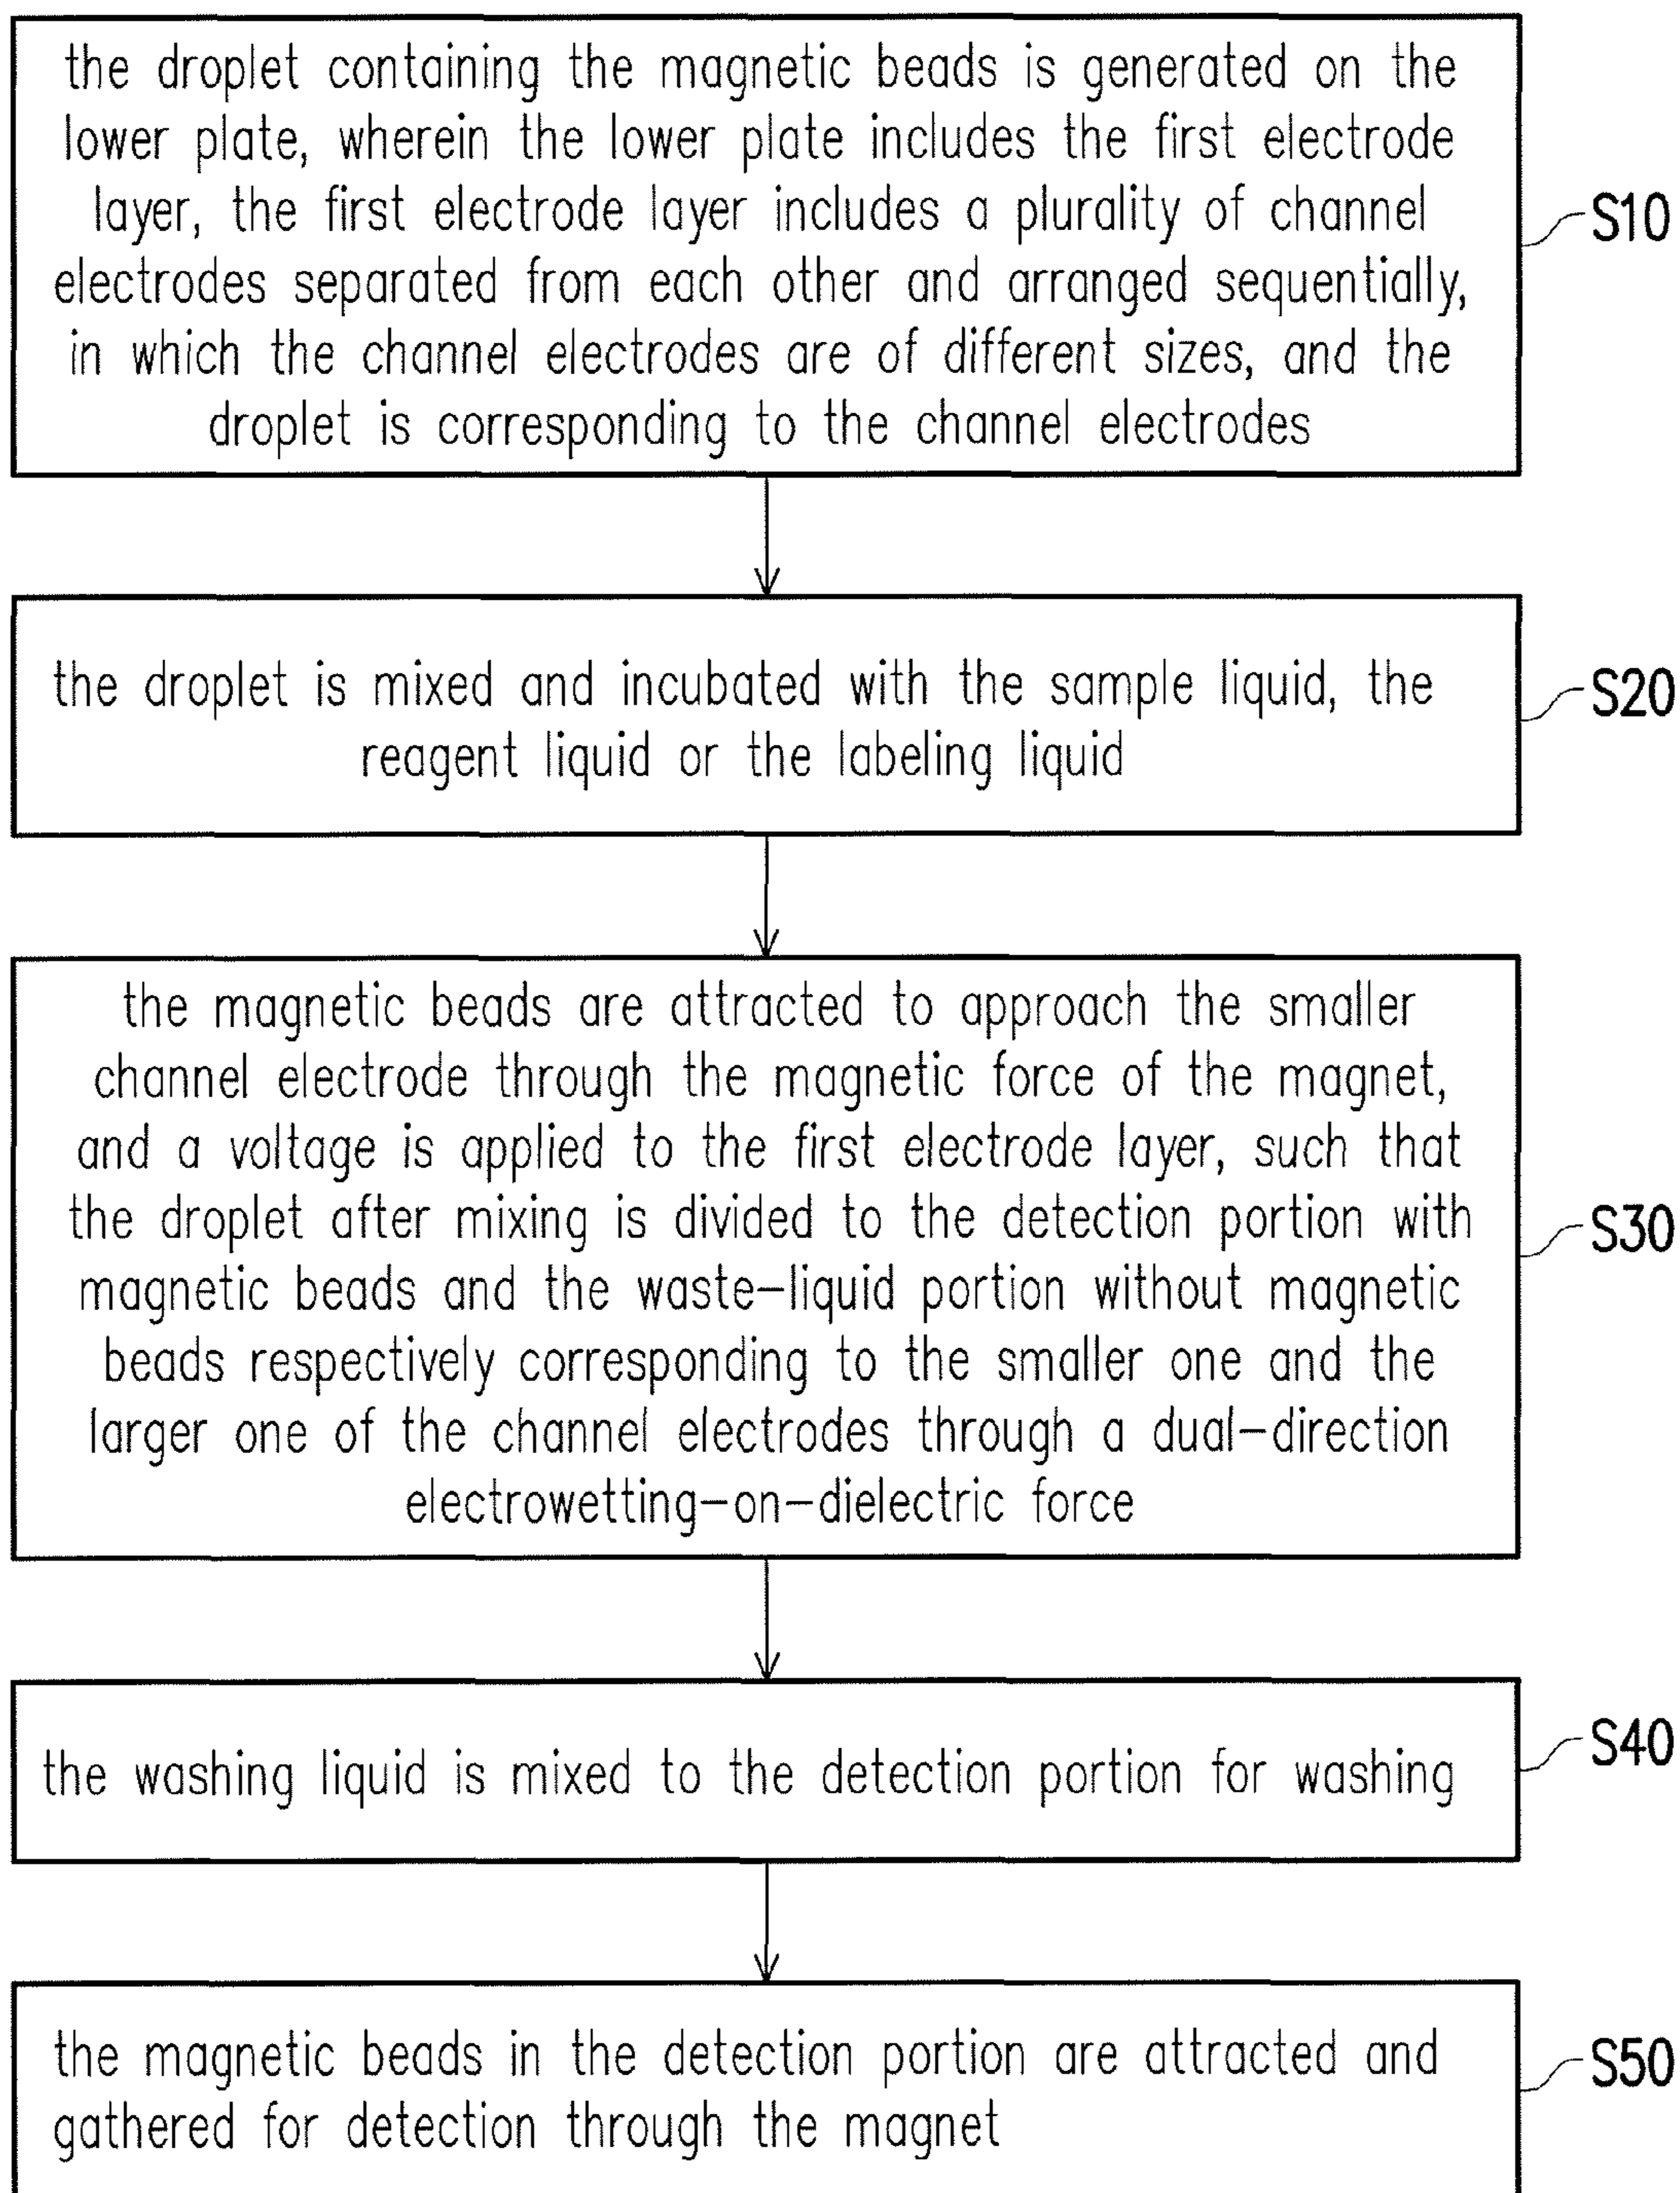 the droplet containing the magnetic beads is generated on the
lower plate, wherein the lower plate includes the first electrode
layer, the first electrode layer includes a plurality of channel
electrodes separated from each other and arranged sequentially,
in which the channel electrodes are of different sizes, and the
droplet is corresponding to the channel electrodes
S10
the droplet is mixed and incubated with the sample liquid, the
reagent liquid or the labeling liquid
S20
the magnetic beads are attracted to approach the smaller
channel electrode through the magnetic force of the magnet,
and a voltage is applied to the first electrode layer, such that
the droplet after mixing is divided to the detection portion with
magnetic beads and the waste-liquid portion without magnetic
beads respectively corresponding to the smaller one and the
larger one of the channel electrodes through a dual-direction
electrowetting-on-dielectric force
S30
the washing liquid is mixed to the detection portion for washing
S40
the magnetic beads in the detection portion are attracted and
gathered for detection through the magnet
S50